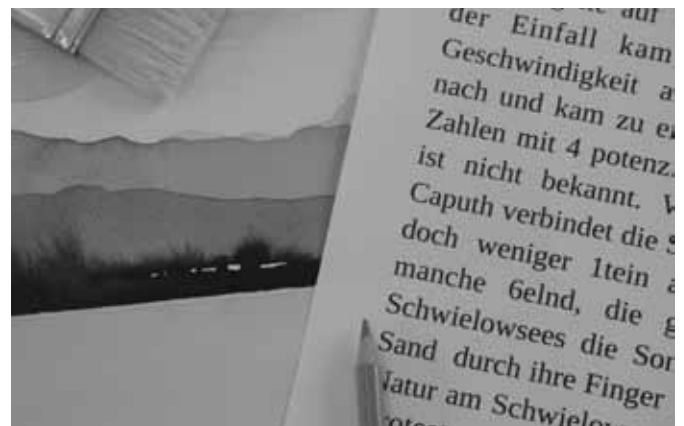 auf
der Einfall kam
Geschwindigkeit
nach und kam zu
Zahlen mit 4 potenz.
ist nicht bekannt.
Caputh verbindet die
doch weniger 1tein
manche 6elnd, die
Schwielowsees die
Sand durch ihre Finger
am